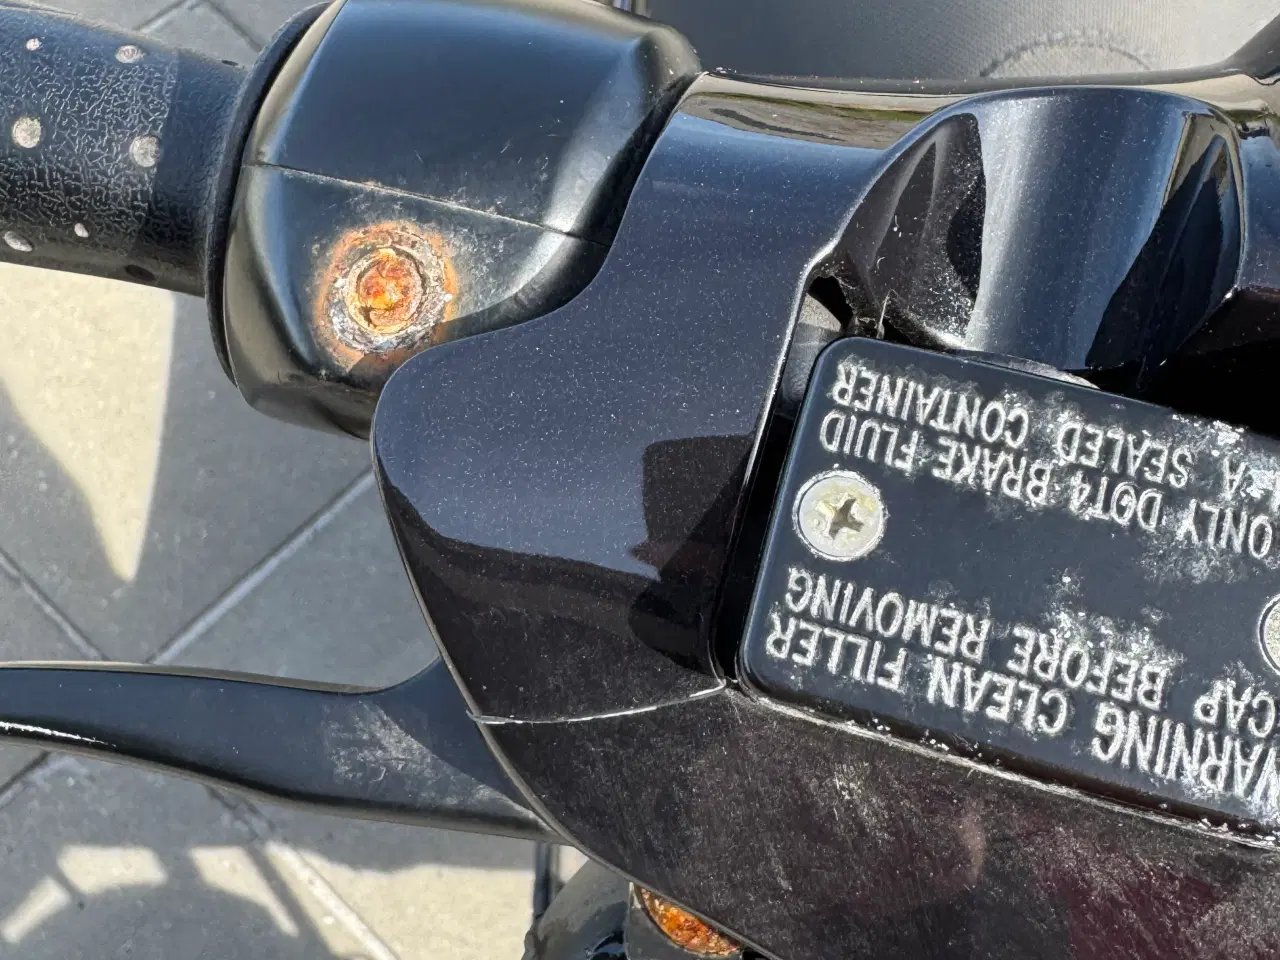 WARNING CLEAN FILLER
CAP BEFORE REMOVING
ONLY DOT4 BRAKE FLUID
A SEALED CONTAINER